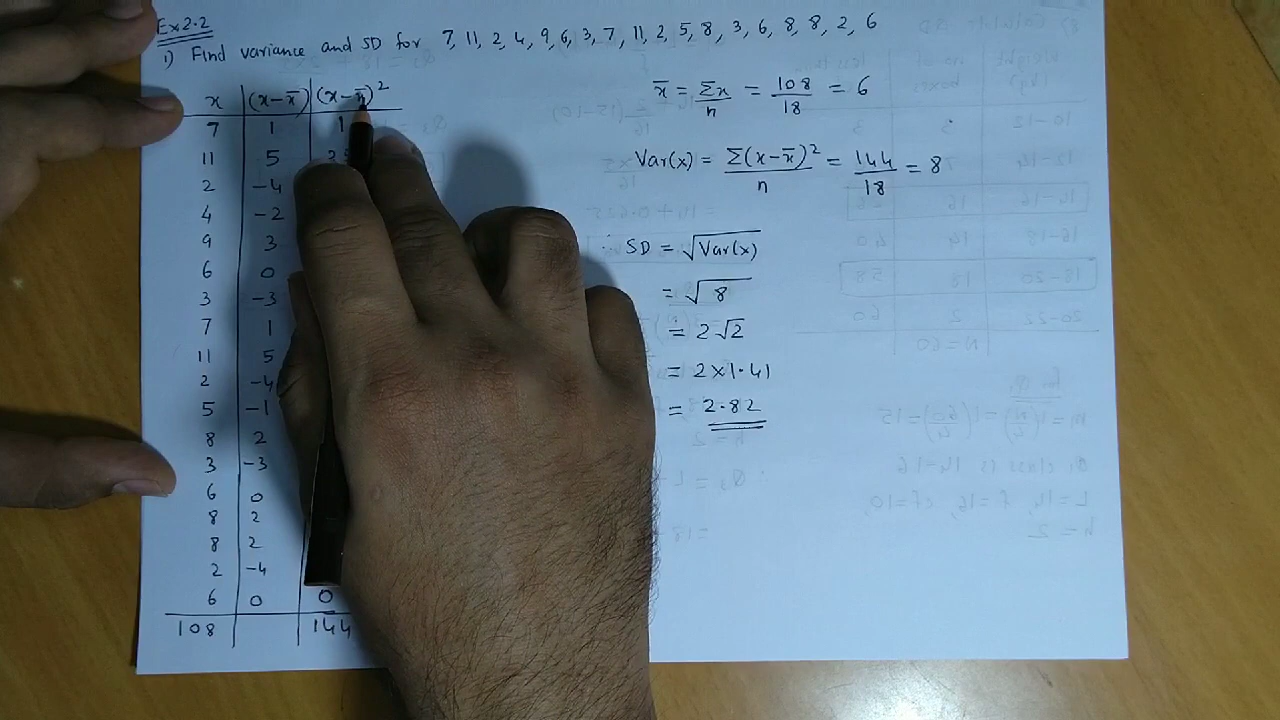 Ex 2.2
1) Find variance and SD for 7, 11, 2, 4, 9, 6, 3, 7, 11, 2, 5, 8, 3, 6, 8, 8, 2, 6
x (x-x̄) (x-x̄)²
7 1 1
11 5
2 -4
4 -2
9 3
6 0
3 -3
7 1
11 5
2 -4
5 -1
8 2
3 -3
6 0
8 2
8 2
2 -4
6 0 0
108 144
x̄ = Σx/n = 108/18 = 6
Var(x) = Σ(x-x̄)²/n = 144/18 = 8
∴ SD = √Var(x)
= √8
= 2√2
= 2×1.41
= 2.82